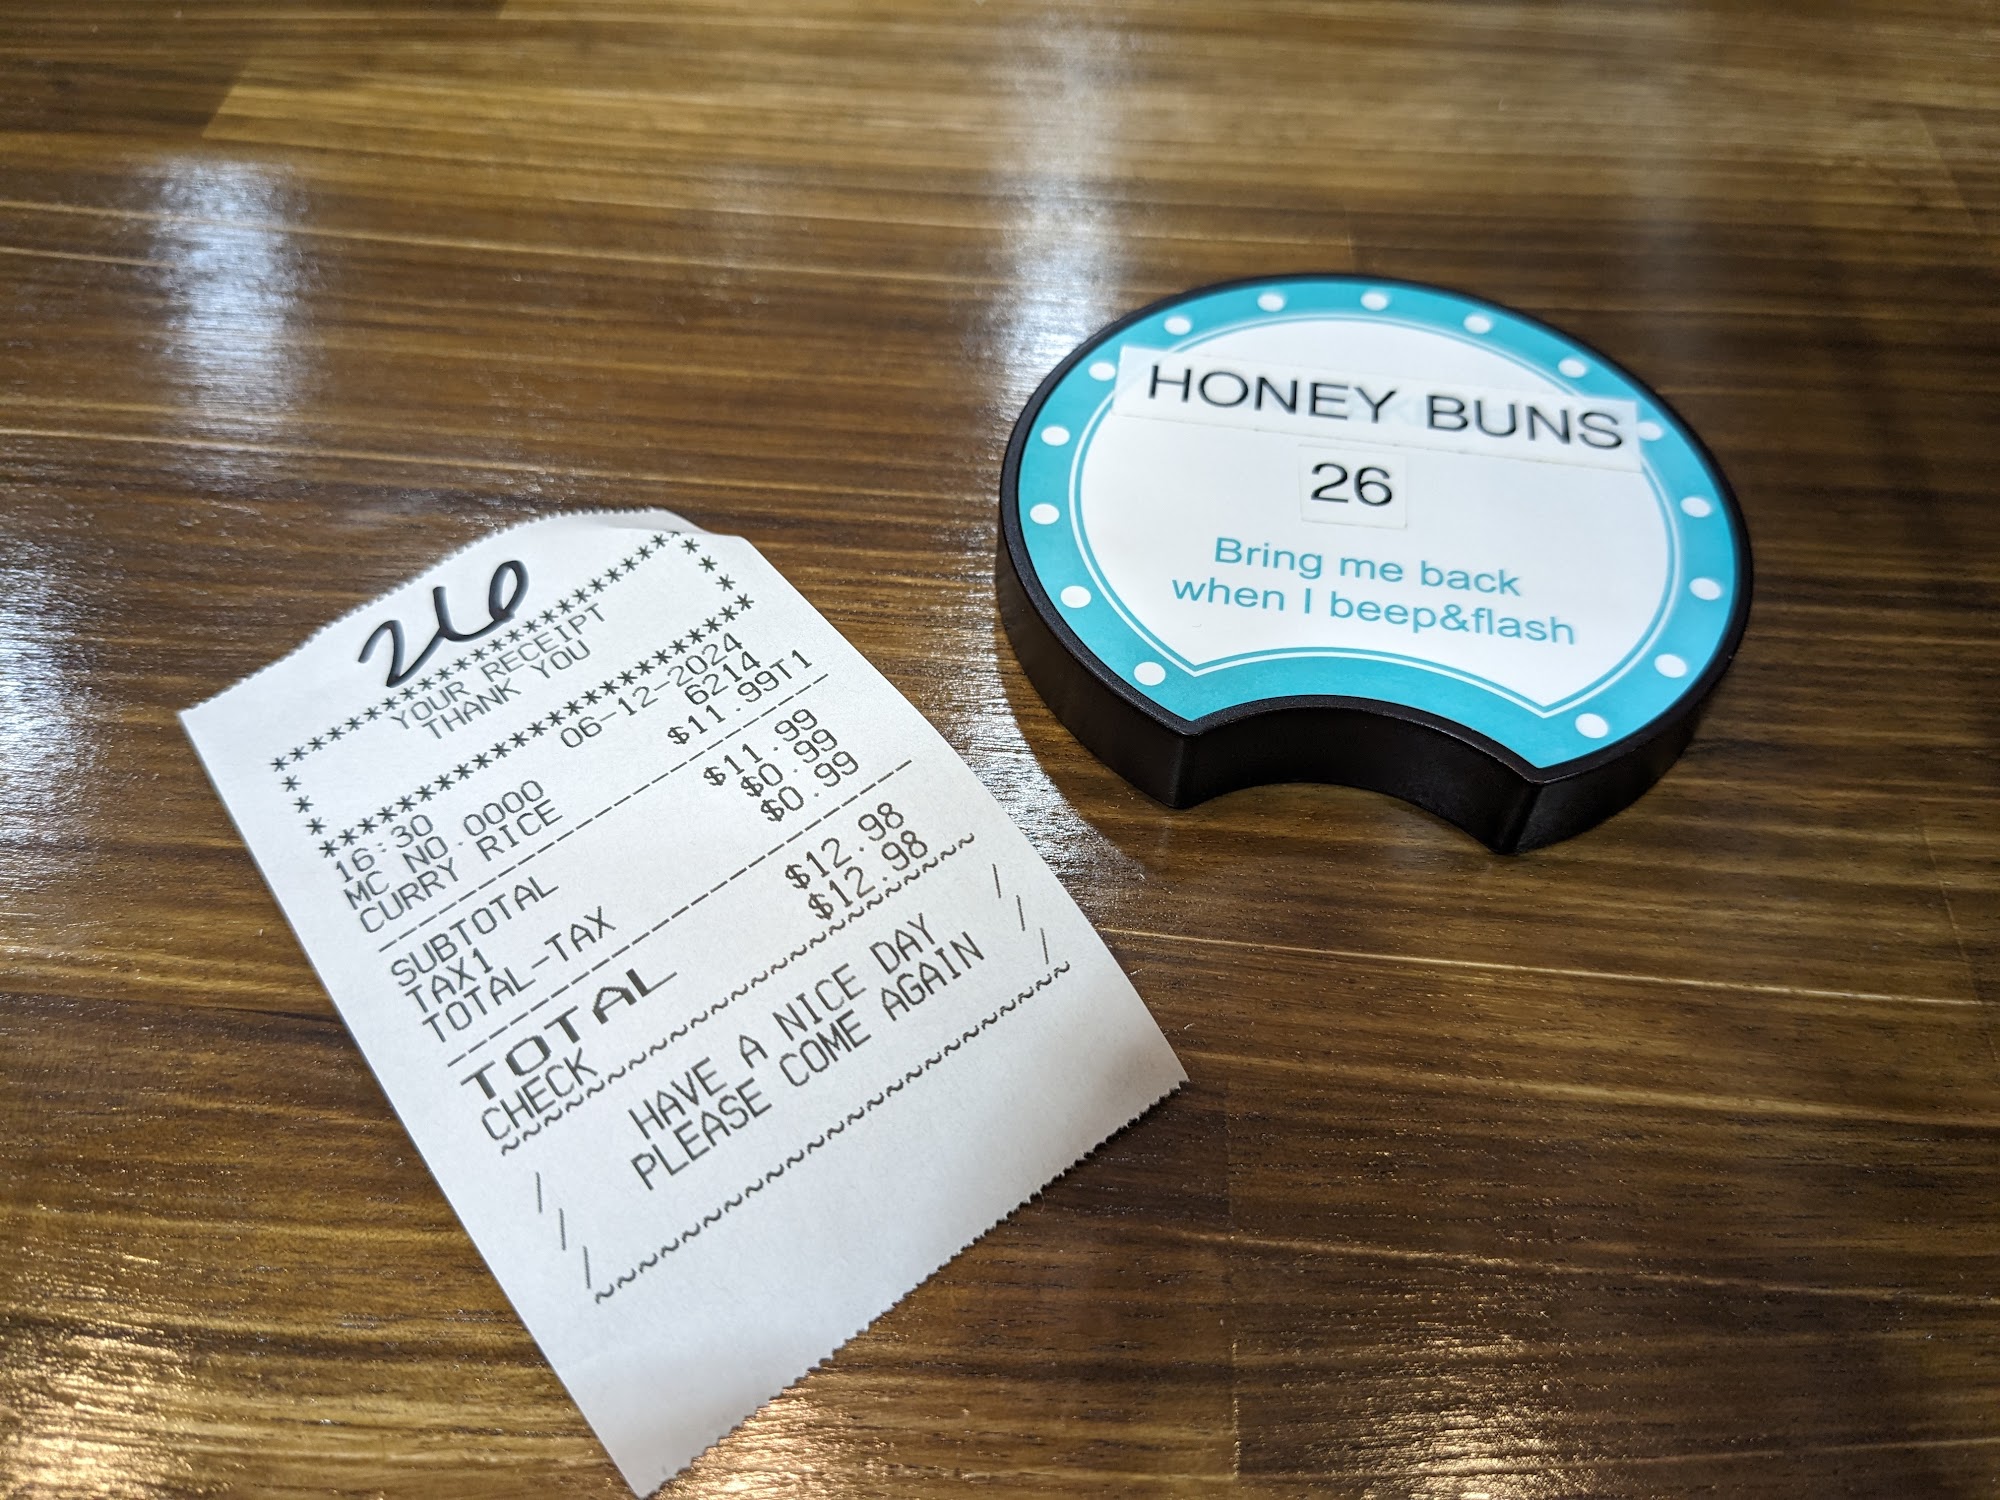 26
***************************
* YOUR RECEIPT *
* THANK YOU *
* *
***************************
16:30 06-12-2024
MC NO.0000 6214
CURRY RICE $11.99T1
------------------------------
SUBTOTAL $11.99
TAX1 $0.99
TOTAL-TAX $0.99
------------------------------
TOTAL $12.98
CHECK $12.98
~~~~~~~~~~~~~~~~~~~~~~~~~~~
/ HAVE A NICE DAY /
/ PLEASE COME AGAIN /
/ /
~~~~~~~~~~~~~~~~~~~~~~~~~~~
HONEY BUNS
26
Bring me back
when I beep&flash